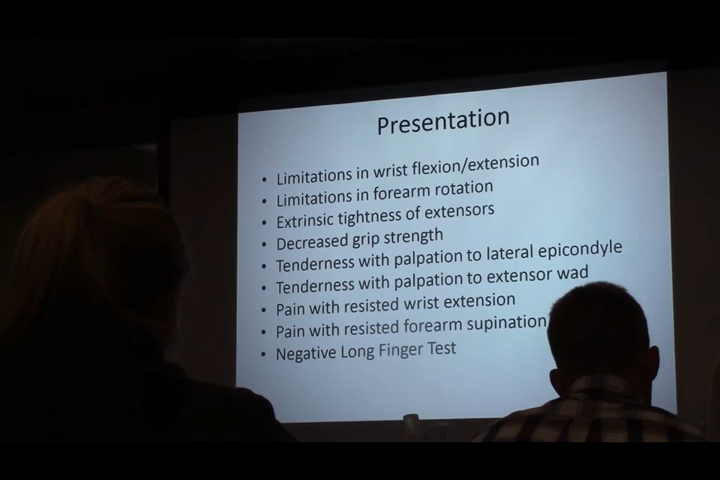 Presentation
• Limitations in wrist flexion/extension
• Limitations in forearm rotation
• Extrinsic tightness of extensors
• Decreased grip strength
• Tenderness with palpation to lateral epicondyle
• Tenderness with palpation to extensor wad
• Pain with resisted wrist extension
• Pain with resisted forearm supination
• Negative Long Finger Test